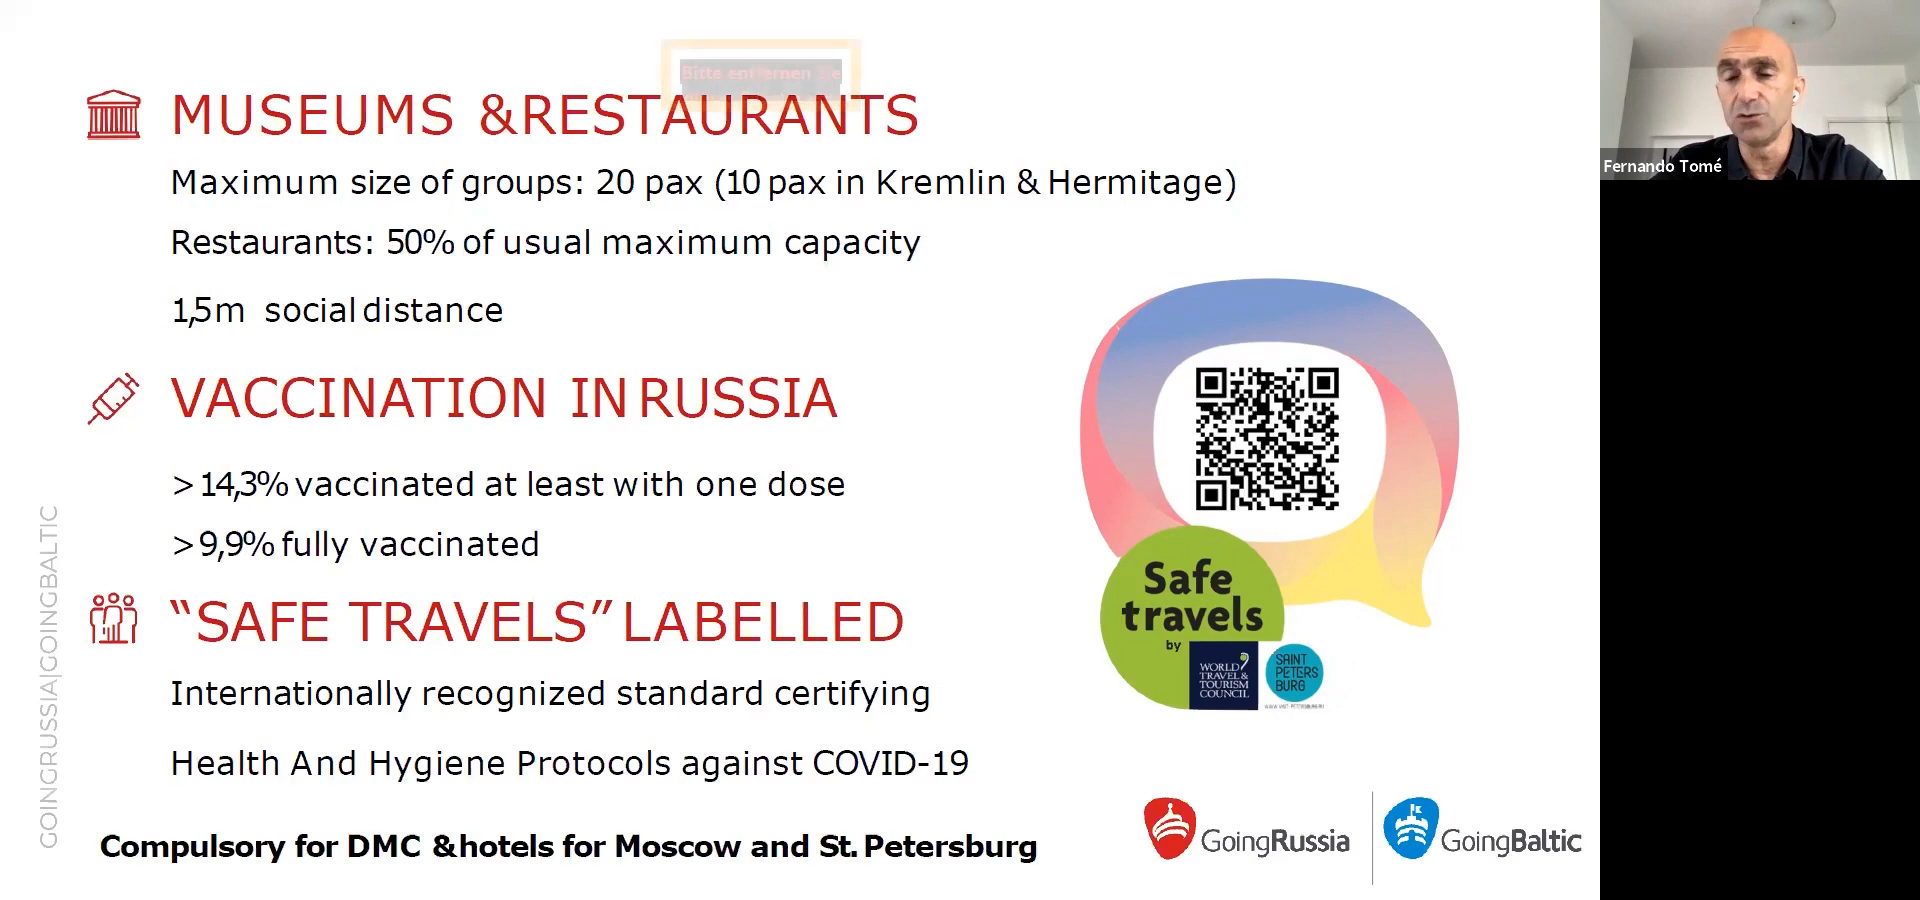 Bitte entfernen Sie
MUSEUMS & RESTAURANTS
Maximum size of groups: 20 pax (10 pax in Kremlin & Hermitage)
Restaurants: 50% of usual maximum capacity
1,5m social distance
VACCINATION IN RUSSIA
> 14,3% vaccinated at least with one dose
> 9,9% fully vaccinated
“SAFE TRAVELS” LABELLED
Internationally recognized standard certifying
Health And Hygiene Protocols against COVID-19
Compulsory for DMC & hotels for Moscow and St. Petersburg
GOINGRUSSIA|GOINGBALTIC
Safe
travels
by
WORLD
TRAVEL &
TOURISM
COUNCIL
SAINT
PETERS
BURG
GoingRussia
GoingBaltic
Fernando Tomé